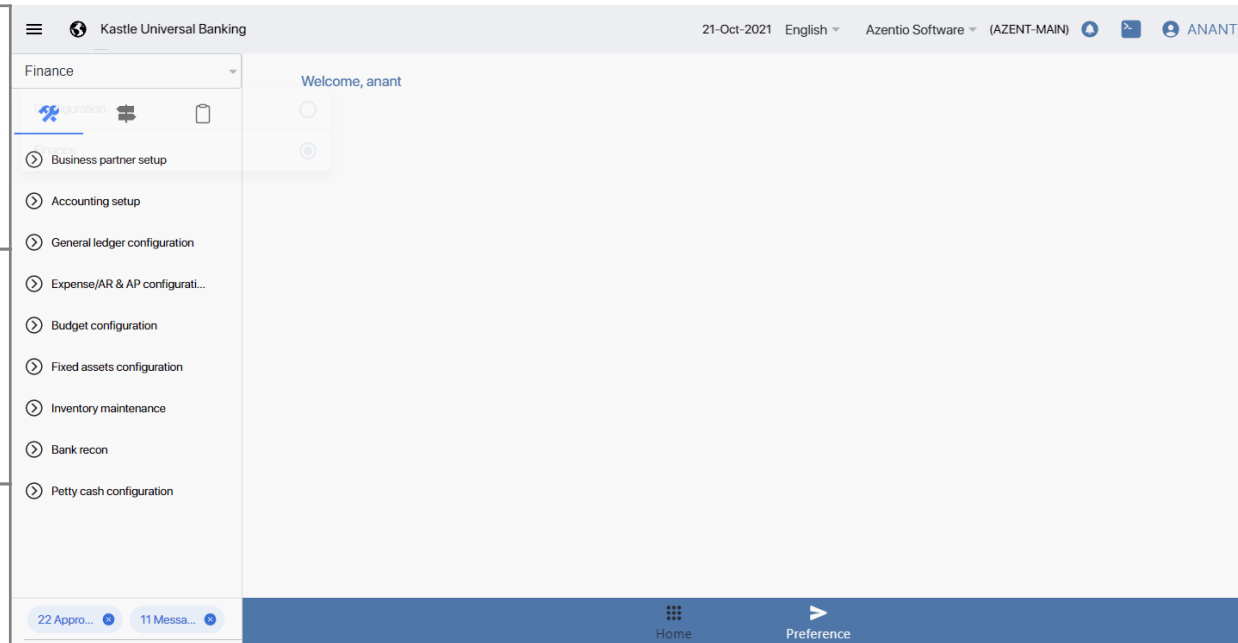 Kastle Universal Banking
21-Oct-2021 English Azentio Software (AZENT-MAIN) ANANT
Finance
Welcome, anant
Configuration
Finance
Business partner setup
Accounting setup
General ledger configuration
Expense/AR & AP configurati...
Budget configuration
Fixed assets configuration
Inventory maintenance
Bank recon
Petty cash configuration
22 Appro... 11 Messa...
Home Preference